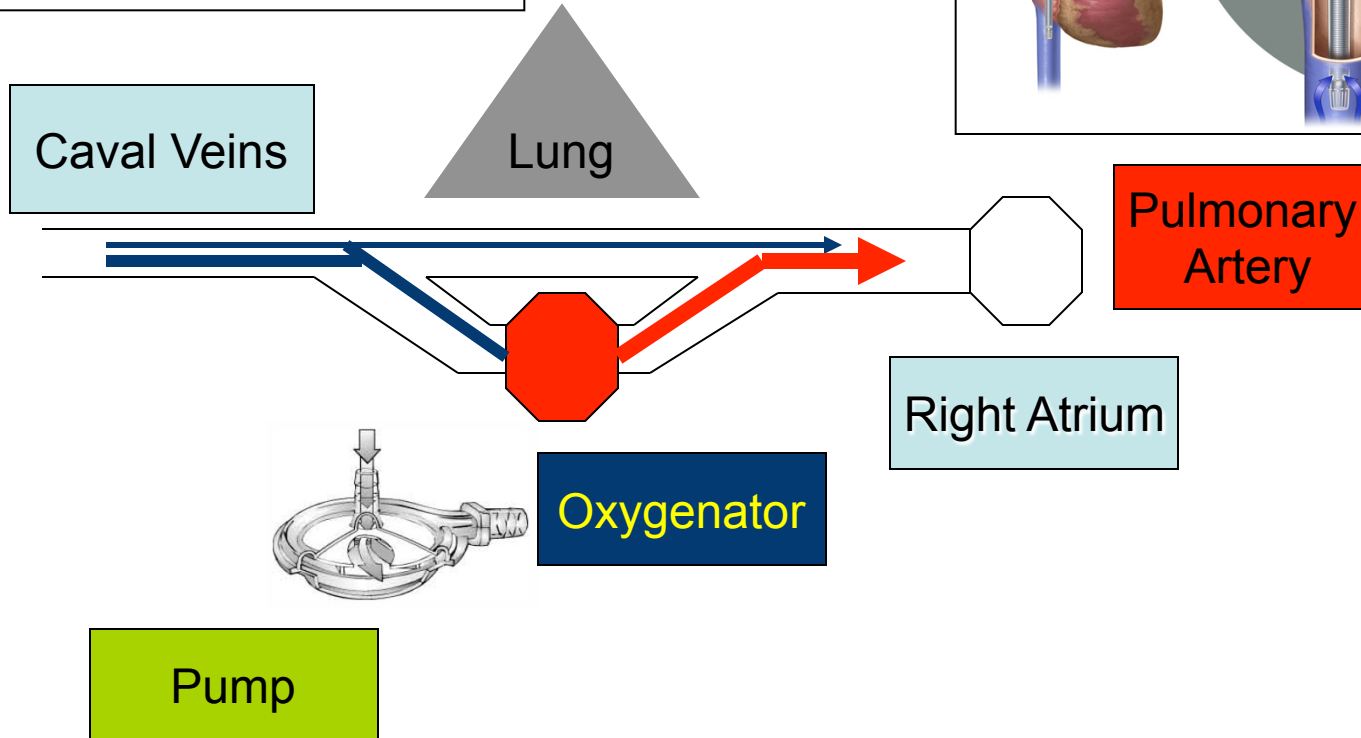 Caval Veins
Lung
Pulmonary
Artery
Right Atrium
Oxygenator
Pump